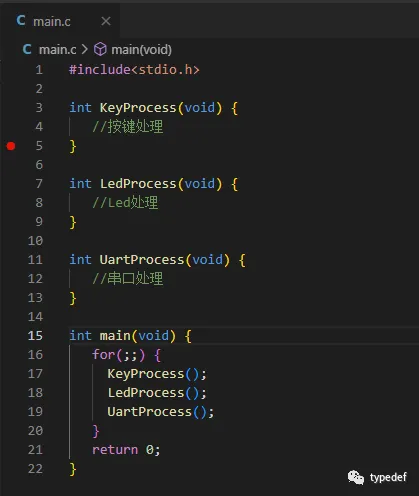 main.c
main.c > main(void)
1 #include<stdio.h>
2
3 int KeyProcess(void) {
4 //按键处理
5 }
6
7 int LedProcess(void) {
8 //Led处理
9 }
10
11 int UartProcess(void) {
12 //串口处理
13 }
14
15 int main(void) {
16 for(;;) {
17 KeyProcess();
18 LedProcess();
19 UartProcess();
20 }
21 return 0;
22 }
typedef